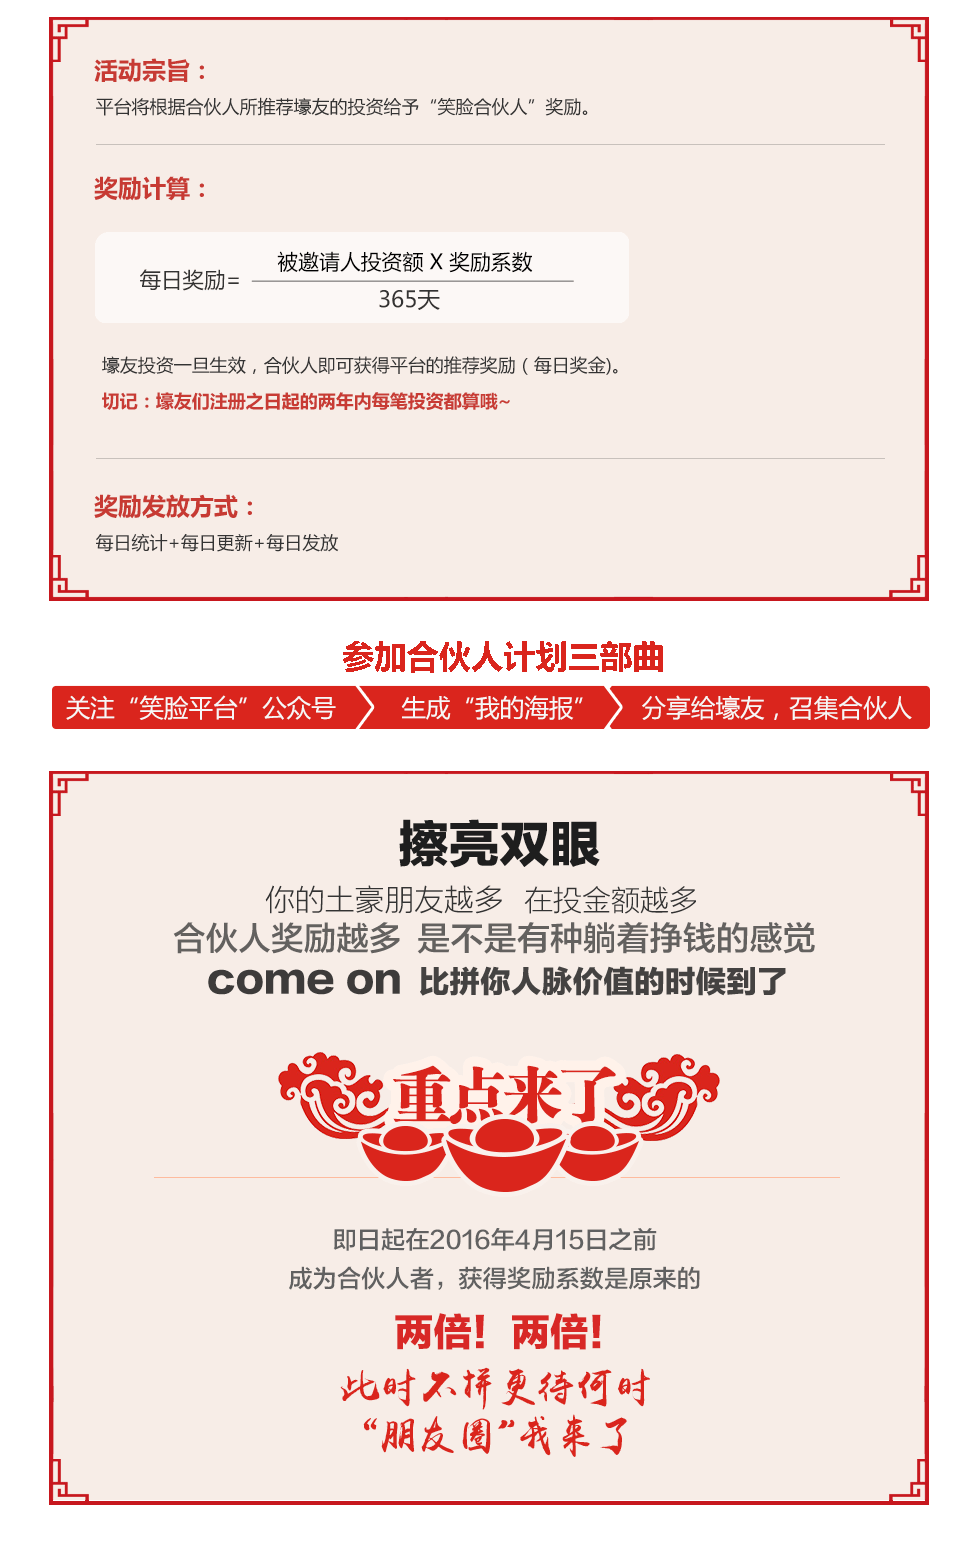 活动宗旨：
平台将根据合伙人所推荐壕友的投资给予“笑脸合伙人”奖励。
奖励计算：
每日奖励=
被邀请人投资额 X 奖励系数
365天
壕友投资一旦生效，合伙人即可获得平台的推荐奖励（每日奖金)。
切记：壕友们注册之日起的两年内每笔投资都算哦~
奖励发放方式：
每日统计+每日更新+每日发放
参加合伙人计划三部曲
关注“笑脸平台”公众号
生成“我的海报”
分享给壕友，召集合伙人
擦亮双眼
你的土豪朋友越多 在投金额越多
合伙人奖励越多 是不是有种躺着挣钱的感觉
come on 比拼你人脉价值的时候到了
重点来了
即日起在2016年4月15日之前
成为合伙人者，获得奖励系数是原来的
两倍！两倍！
此时不拼更待何时
“朋友圈”我来了